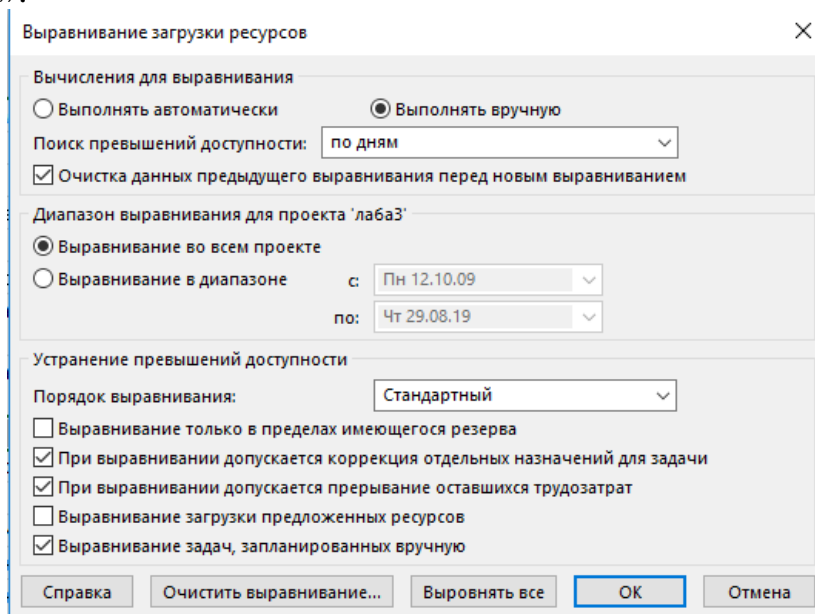 Выравнивание загрузки ресурсов
Вычисления для выравнивания
Выполнять автоматически Выполнять вручную
Поиск превышений доступности: по дням
Очистка данных предыдущего выравнивания перед новым выравниванием
Диапазон выравнивания для проекта 'лаба3'
Выравнивание во всем проекте
Выравнивание в диапазоне с: Пн 12.10.09
по: Чт 29.08.19
Устранение превышений доступности
Порядок выравнивания: Стандартный
Выравнивание только в пределах имеющегося резерва
При выравнивании допускается коррекция отдельных назначений для задачи
При выравнивании допускается прерывание оставшихся трудозатрат
Выравнивание загрузки предложенных ресурсов
Выравнивание задач, запланированных вручную
Справка Очистить выравнивание... Выровнять все ОК Отмена